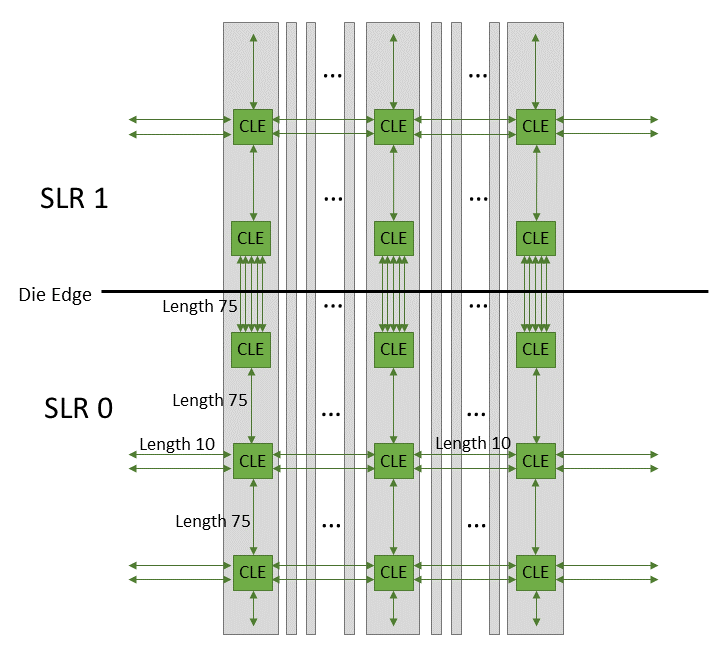 ...
...
CLE
CLE
CLE
SLR 1
...
...
CLE
CLE
CLE
Die Edge
Length 75
...
...
CLE
CLE
CLE
Length 75
SLR 0
...
...
Length 10
Length 10
CLE
CLE
CLE
Length 75
...
...
CLE
CLE
CLE